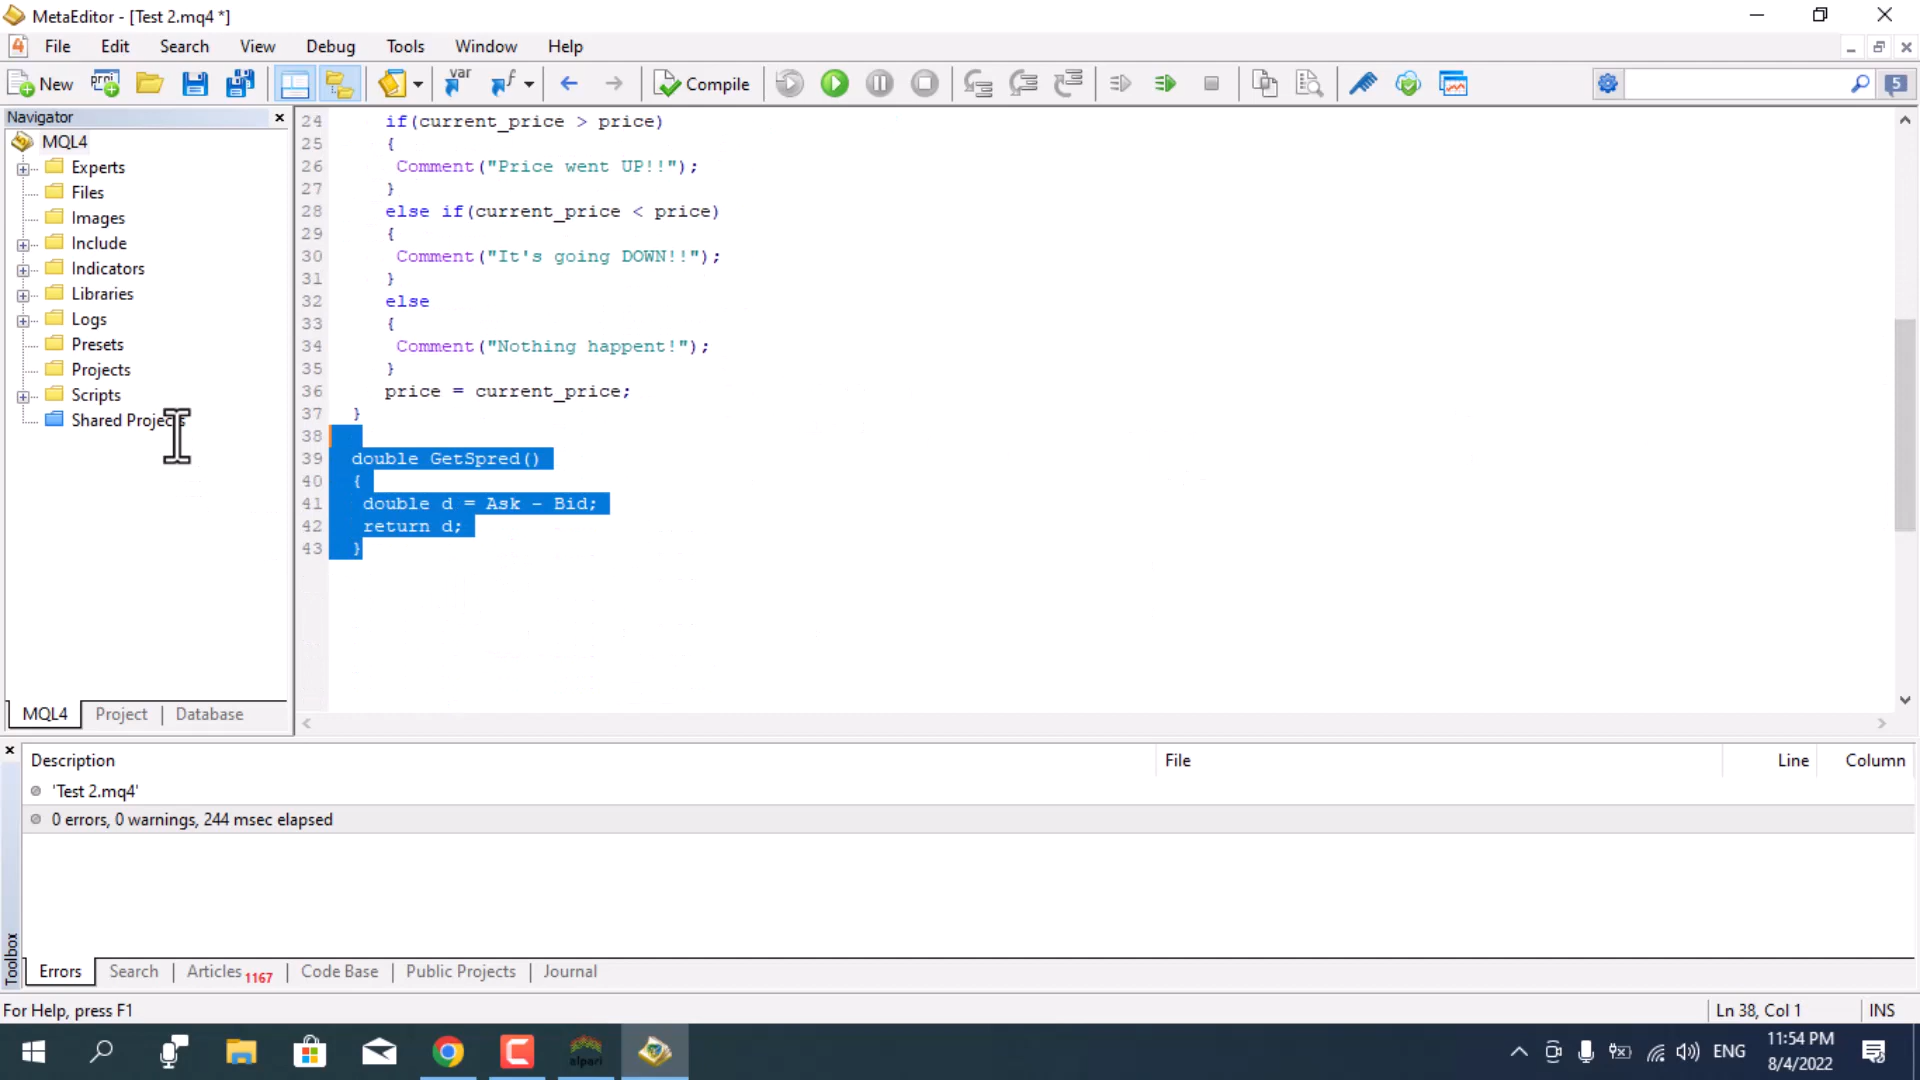 MetaEditor - [Test 2.mq4 *]
File Edit Search View Debug Tools Window Help
New var f Compile 5
Navigator
MQL4
Experts
Files
Images
Include
Indicators
Libraries
Logs
Presets
Projects
Scripts
Shared Projects
MQL4 Project Database
24 if(current_price > price)
25 {
26 Comment("Price went UP!!");
27 }
28 else if(current_price < price)
29 {
30 Comment("It's going DOWN!!");
31 }
32 else
33 {
34 Comment("Nothing happent!");
35 }
36 price = current_price;
37 }
38
39 double GetSpred()
40 {
41 double d = Ask - Bid;
42 return d;
43 }
Description File Line Column
'Test 2.mq4'
0 errors, 0 warnings, 244 msec elapsed
Toolbox
Errors Search Articles 1167 Code Base Public Projects Journal
For Help, press F1 Ln 38, Col 1 INS
alpari
ENG
11:54 PM
8/4/2022